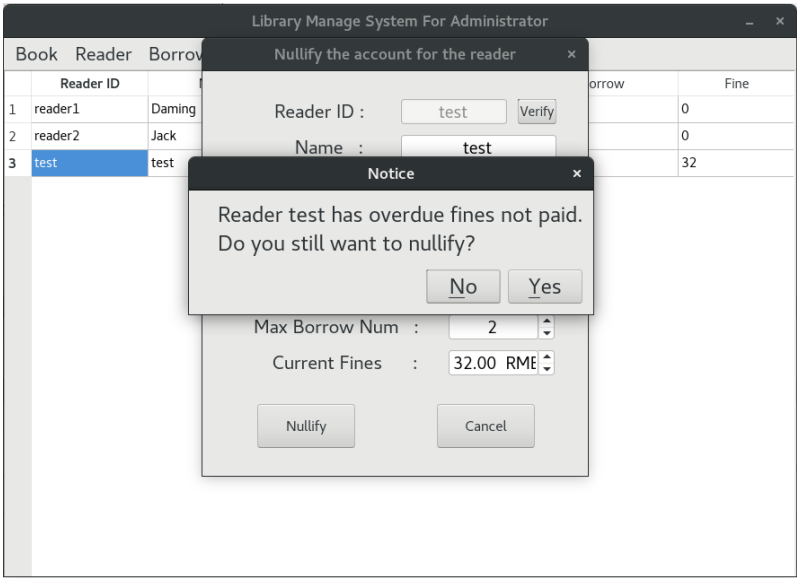 Library Manage System For Administrator
Book Reader
Nullify the account for the reader
Reader ID
Fine
1 reader1 Daming 0
2 reader2 Jack 0
3 test test 32
Reader ID : test Verify
Name : test
Notice
Reader test has overdue fines not paid.
Do you still want to nullify?
No Yes
Max Borrow Num : 2
Current Fines : 32.00
Nullify Cancel